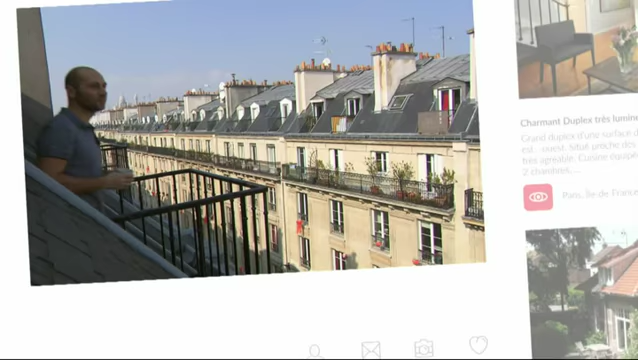 Charmant Duplex très lumine
Grand duplex d'une surface d
est, ouest. Situé proche des
très agréable. Cuisine équipé
2 chambres, ...
Paris, Île-de-France